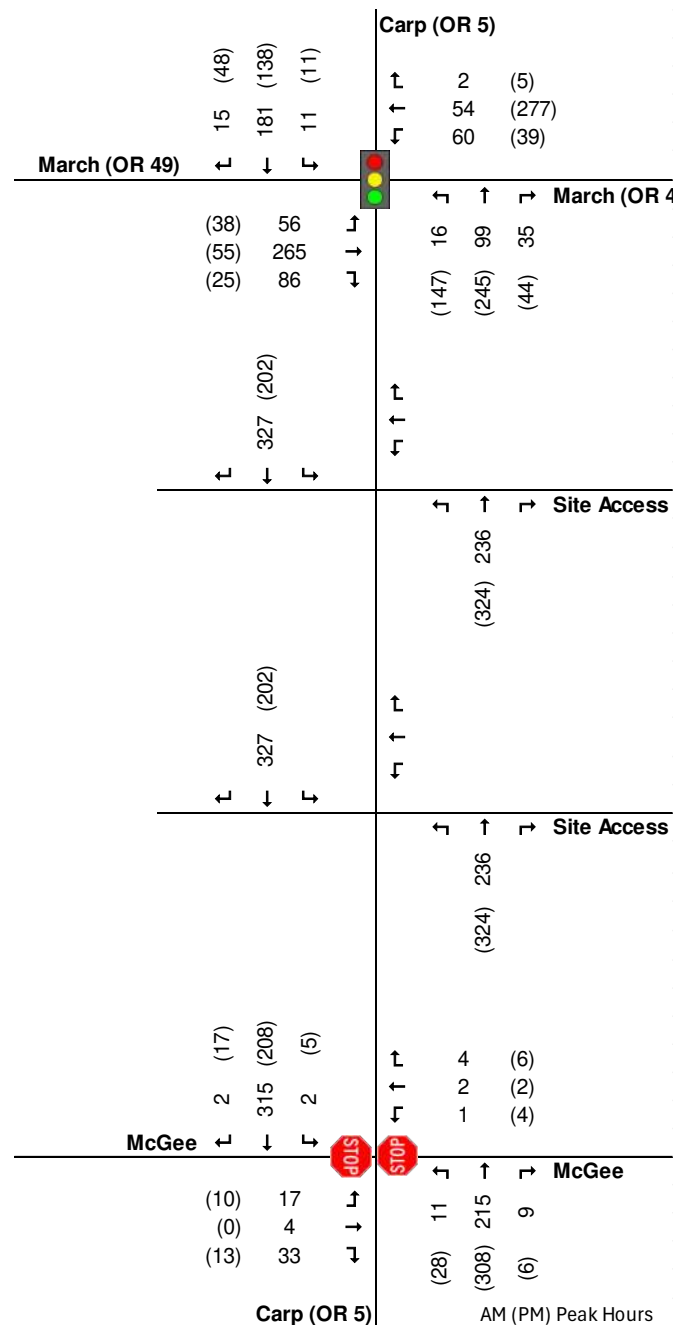 Carp (OR 5)
(48) (138) (11)
15 181 11
2 (5)
54 (277)
60 (39)
March (OR 49)
March (OR 4
(38) 56
(55) 265
(25) 86
16 99 35
(147) (245) (44)
(202)
327
Site Access
236
(324)
(202)
327
Site Access
236
(324)
(17) (208) (5)
2 315 2
4 (6)
2 (2)
1 (4)
McGee
STOP
STOP
McGee
(10) 17
(0) 4
(13) 33
11 215 9
(28) (308) (6)
Carp (OR 5)
AM (PM) Peak Hours